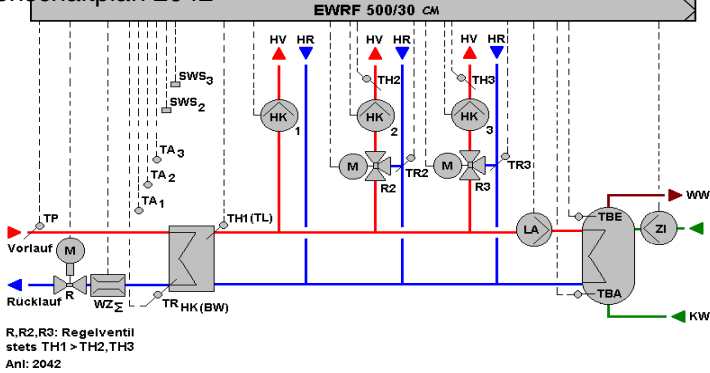 EWRF 500/30 CM
HV HR HV HR HV HR
SWS3
SWS2
TH2
TH3
HK 1
HK 2
HK 3
TA3
TA2
TA1
M
R2
TR2
M
R3
TR3
TP
TH1(TL)
LA
TBE
ZI
WW
Vorlauf
M
Rücklauf
R
WZΣ
TR HK(BW)
TBA
KW
R,R2,R3: Regelventil
stets TH1 > TH2,TH3
Anl: 2042